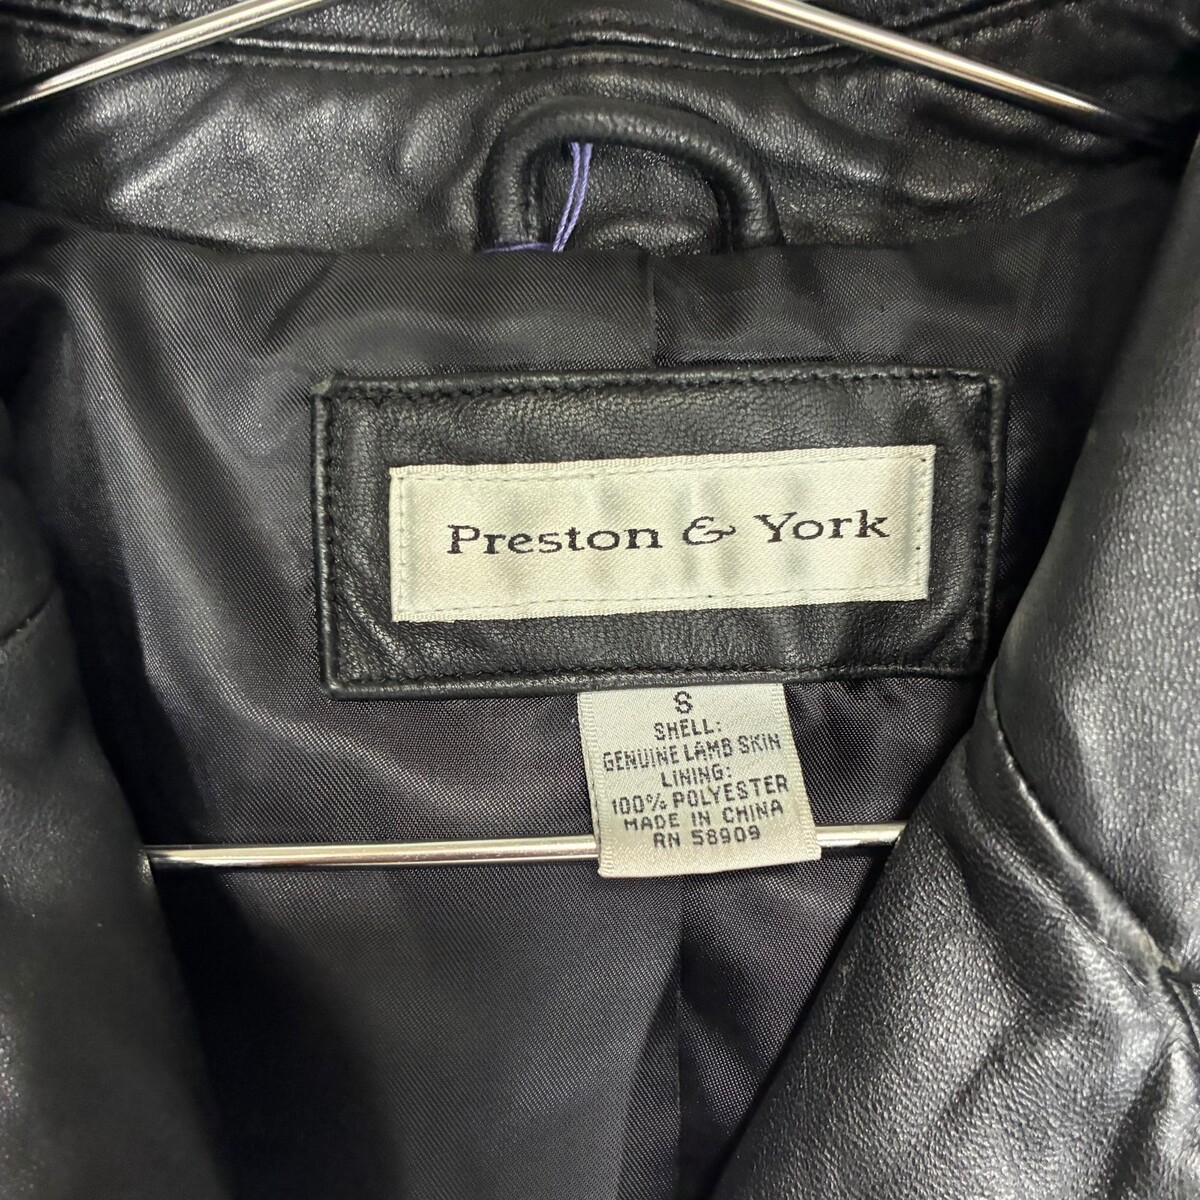 Preston & York
S
SHELL:
GENUINE LAMB SKIN
LINING:
100% POLYESTER
MADE IN CHINA
RN 58909